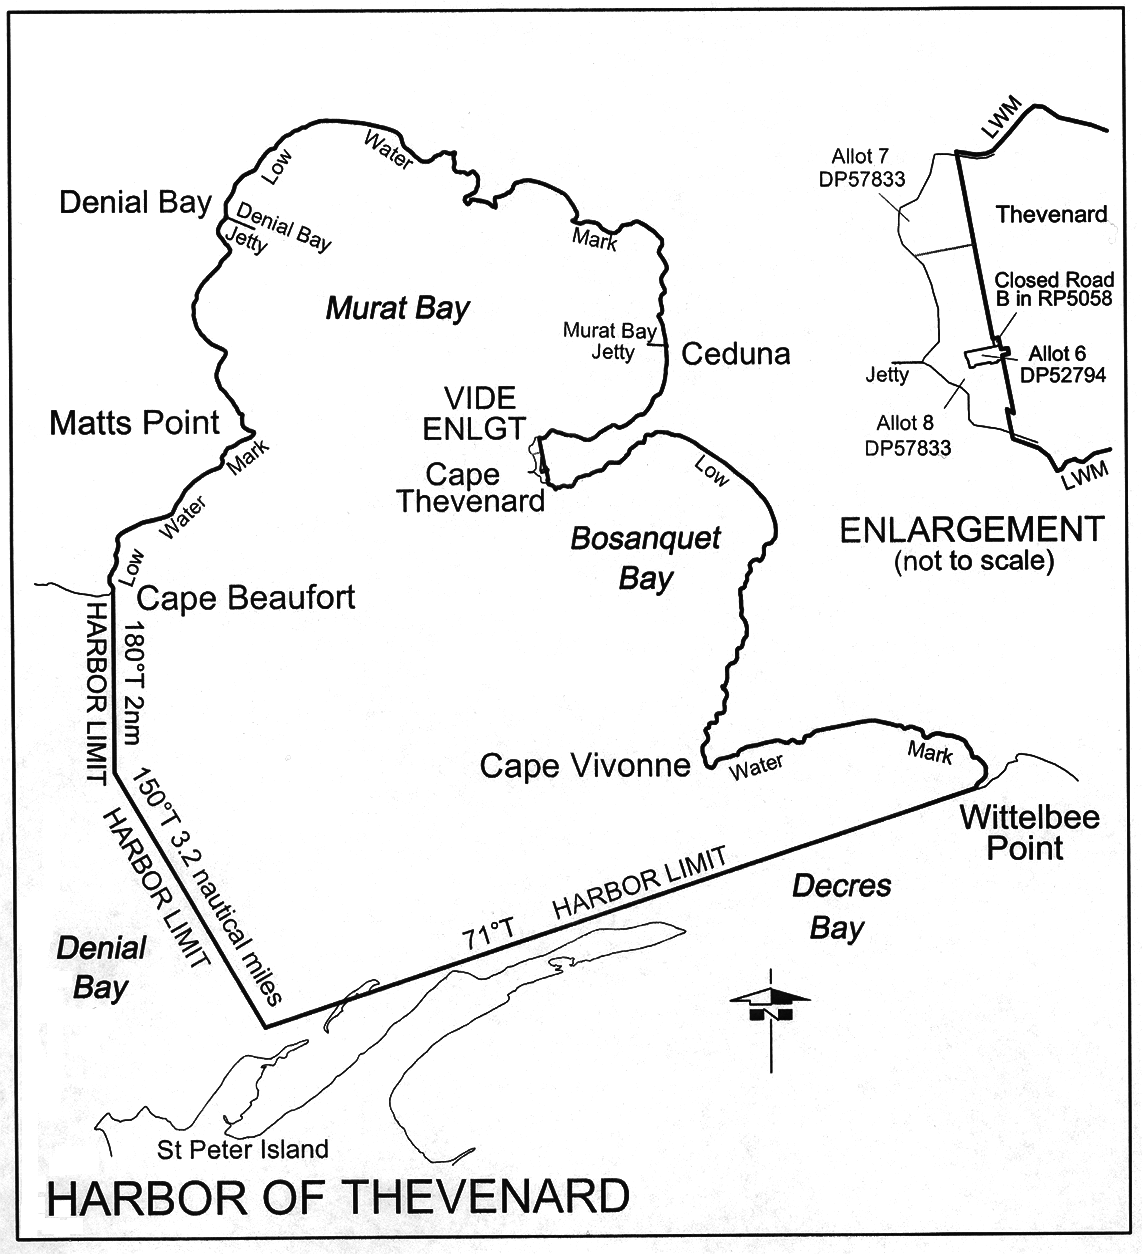 Low
Water
Mark
Denial Bay
Denial Bay
Jetty
Murat Bay
Murat Bay
Jetty
Ceduna
VIDE
ENLGT
Matts Point
Cape
Thevenard
Low
Water
Mark
Low
Bosanquet
Bay
Cape Beaufort
HARBOR LIMIT
180°T 2nm
150°T 3.2 nautical miles
HARBOR LIMIT
Cape Vivonne
Water
Mark
Wittelbee
Point
HARBOR LIMIT
71°T
Decres
Bay
Denial
Bay
N
St Peter Island
HARBOR OF THEVENARD
LWM
Allot 7
DP57833
Thevenard
Closed Road
B in RP5058
Allot 6
DP52794
Jetty
Allot 8
DP57833
LWM
ENLARGEMENT
(not to scale)